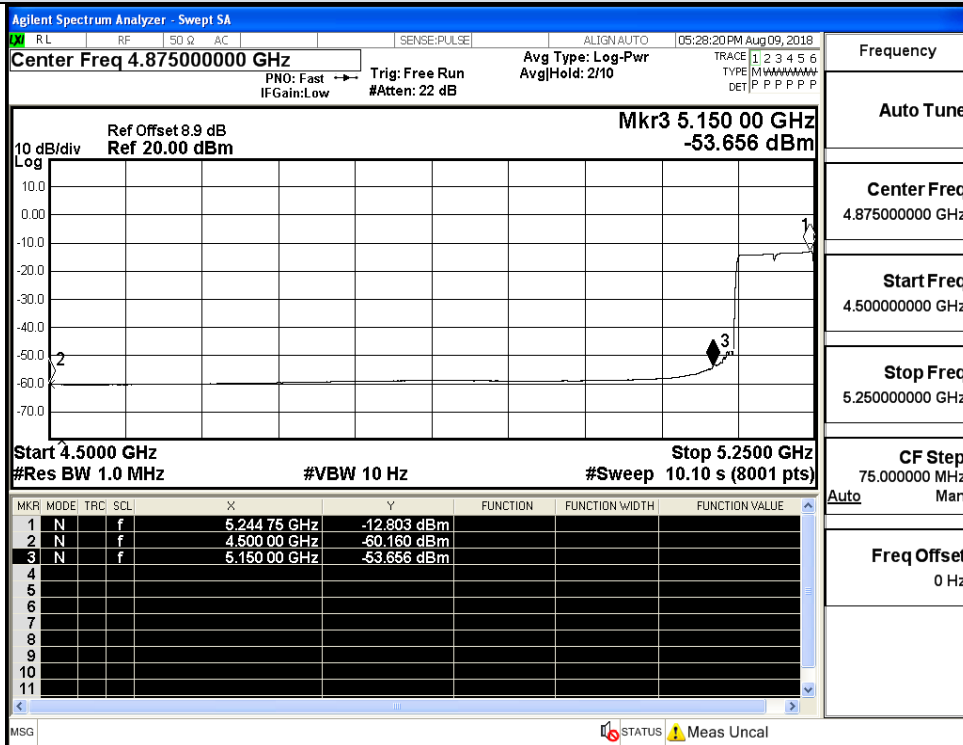 Agilent Spectrum Analyzer - Swept SA
LXI RL RF 50 Ω AC SENSE:PULSE ALIGN AUTO 05:28:20 PM Aug 09, 2018
Center Freq 4.875000000 GHz
PNO: Fast
IFGain:Low
Trig: Free Run
#Atten: 22 dB
Avg Type: Log-Pwr
Avg|Hold: 2/10
TRACE 1 2 3 4 5 6
TYPE M W W W W W
DET P P P P P P
Mkr3 5.150 00 GHz
-53.656 dBm
Ref Offset 8.9 dB
10 dB/div Ref 20.00 dBm
Log
10.0
0.00
-10.0
-20.0
-30.0
-40.0
-50.0
-60.0
-70.0
1
2
3
Start 4.5000 GHz Stop 5.2500 GHz
#Res BW 1.0 MHz #VBW 10 Hz #Sweep 10.10 s (8001 pts)
MKR MODE TRC SCL X Y FUNCTION FUNCTION WIDTH FUNCTION VALUE
1 N f 5.244 75 GHz -12.803 dBm
2 N f 4.500 00 GHz -60.160 dBm
3 N f 5.150 00 GHz -53.656 dBm
4
5
6
7
8
9
10
11
MSG STATUS Meas Uncal
Frequency
Auto Tune
Center Freq
4.875000000 GHz
Start Freq
4.500000000 GHz
Stop Freq
5.250000000 GHz
CF Step
75.000000 MHz
Auto Man
Freq Offset
0 Hz